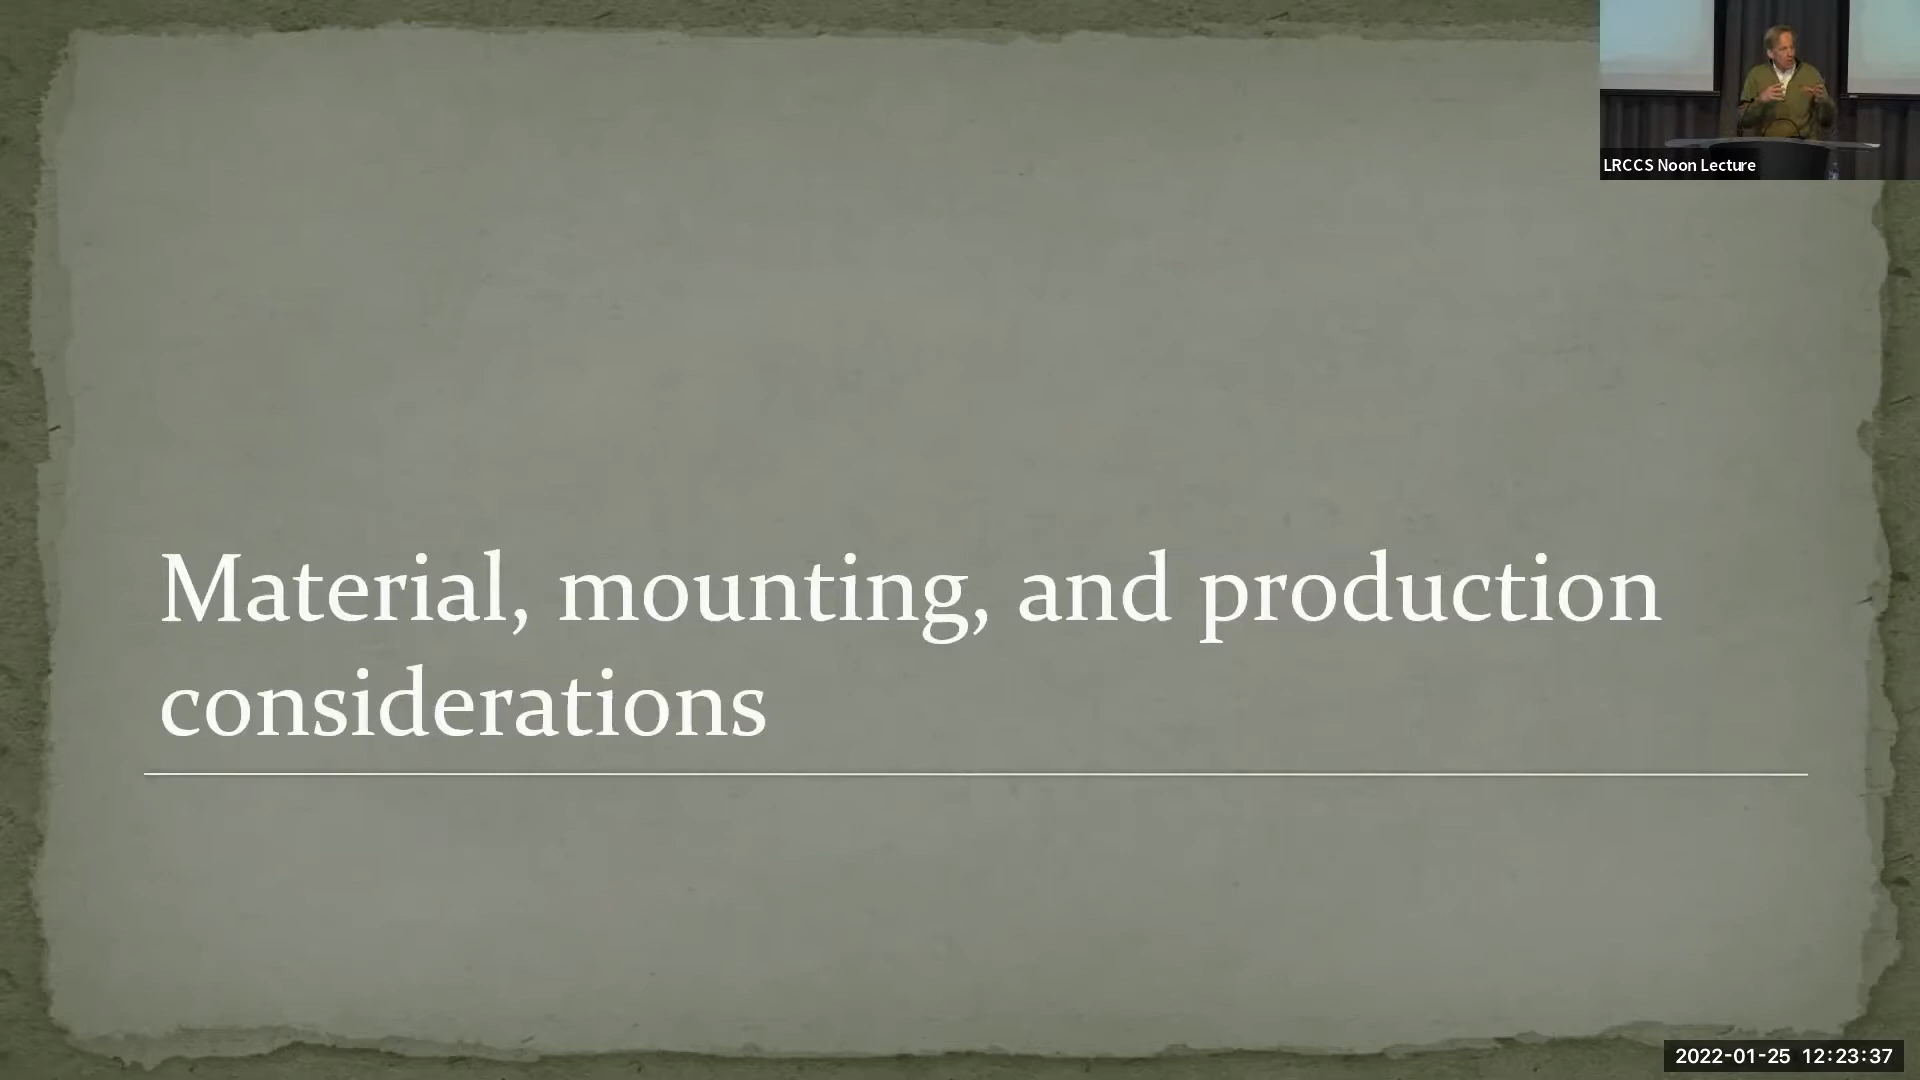 LRCCS Noon Lecture
Material, mounting, and production
considerations
2022-01-25 12:23:37